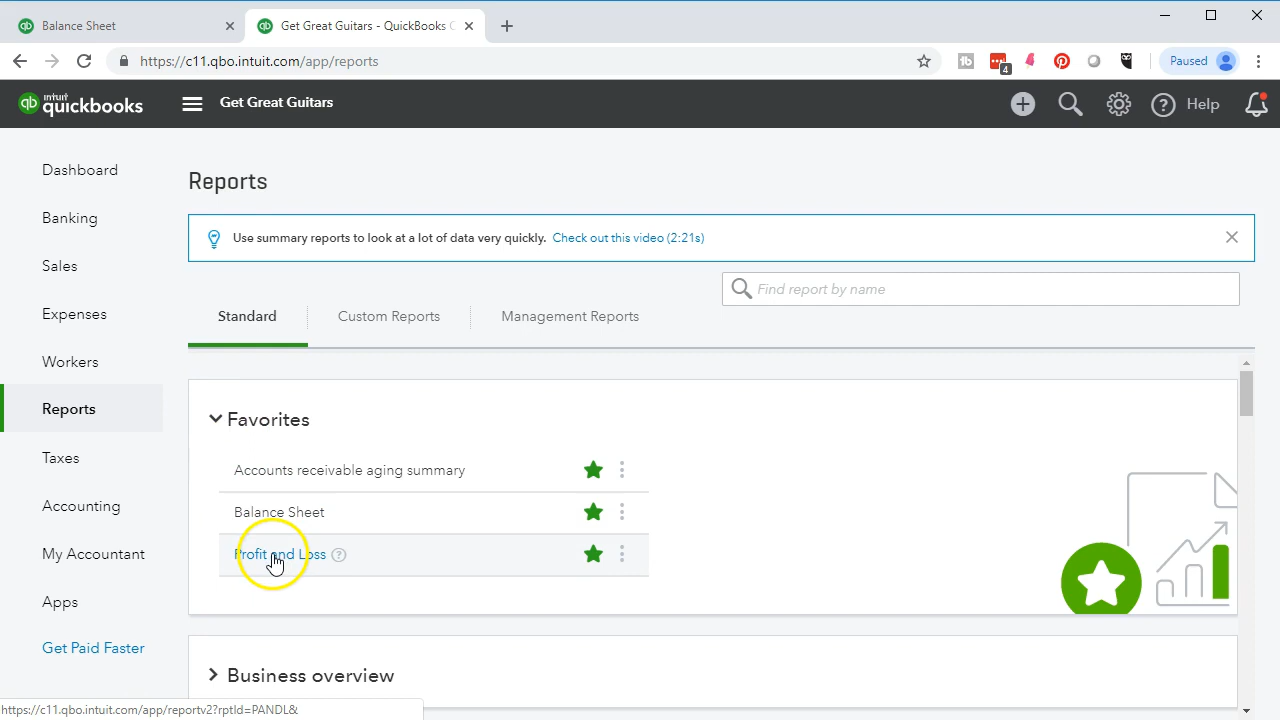 Balance Sheet
Get Great Guitars - QuickBooks C
https://c11.qbo.intuit.com/app/reports
4
Paused
intuit
quickbooks
Get Great Guitars
Help
Dashboard
Banking
Sales
Expenses
Workers
Reports
Taxes
Accounting
My Accountant
Apps
Get Paid Faster
Reports
Use summary reports to look at a lot of data very quickly. Check out this video (2:21s)
Find report by name
Standard
Custom Reports
Management Reports
Favorites
Accounts receivable aging summary
Balance Sheet
Profit and Loss
Business overview
https://c11.qbo.intuit.com/app/reportv2?rptId=PANDL&